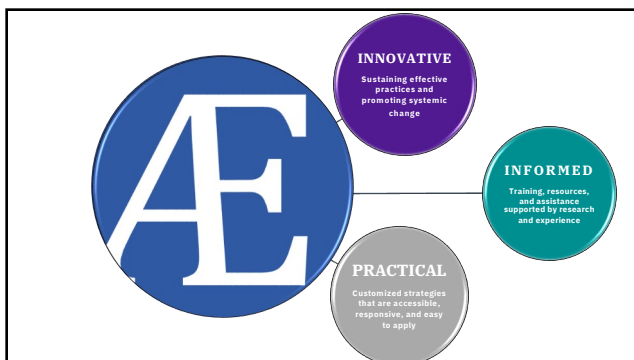 Æ
INNOVATIVE
Sustaining effective
practices and
promoting systemic
change
INFORMED
Training, resources,
and assistance
supported by research
and experience
PRACTICAL
Customized strategies
that are accessible,
responsive, and easy
to apply